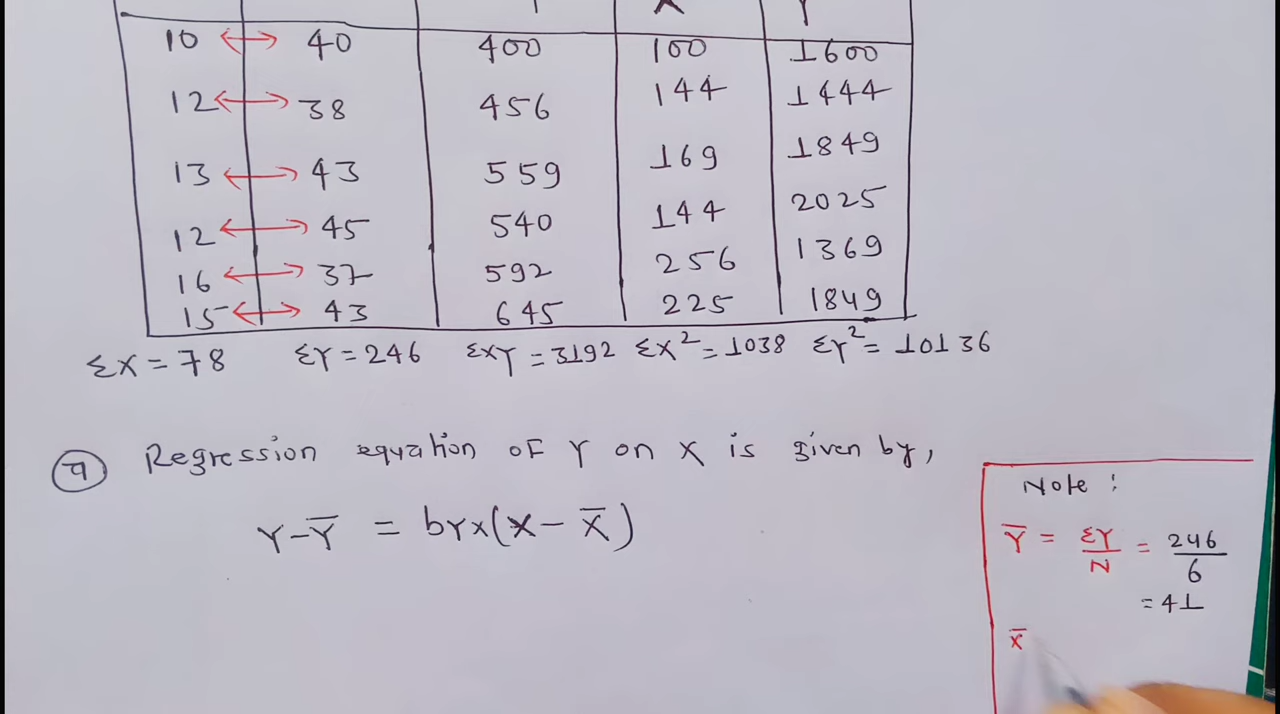 X Y
10 ↔ 40 400 100 1600
12 ↔ 38 456 144 1444
13 ↔ 43 559 169 1849
12 ↔ 45 540 144 2025
16 ↔ 37 592 256 1369
15 ↔ 43 645 225 1849
ΣX = 78 ΣY = 246 ΣXY = 3192 ΣX² = 1038 ΣY² = 10136
Regression equation of Y on X is given by,
Y - Y̅ = bYX(X - X̅)
Note :
Y̅ = ΣY/N = 246/6
= 41
X̅